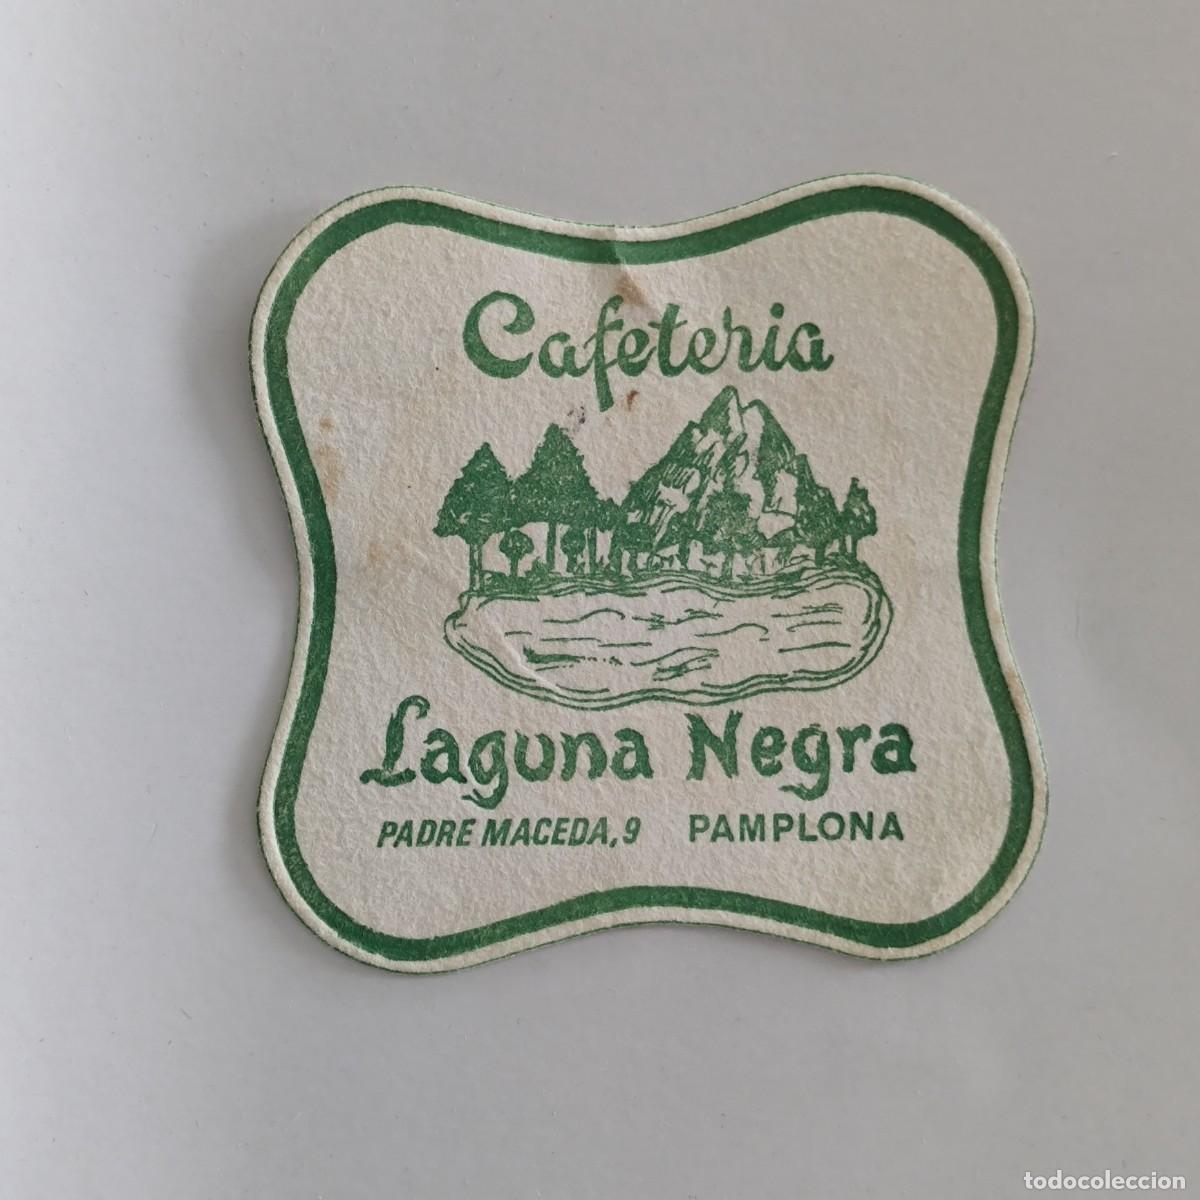 Cafeteria
Laguna Negra
PADRE MACEDA, 9 PAMPLONA
todocoleccion